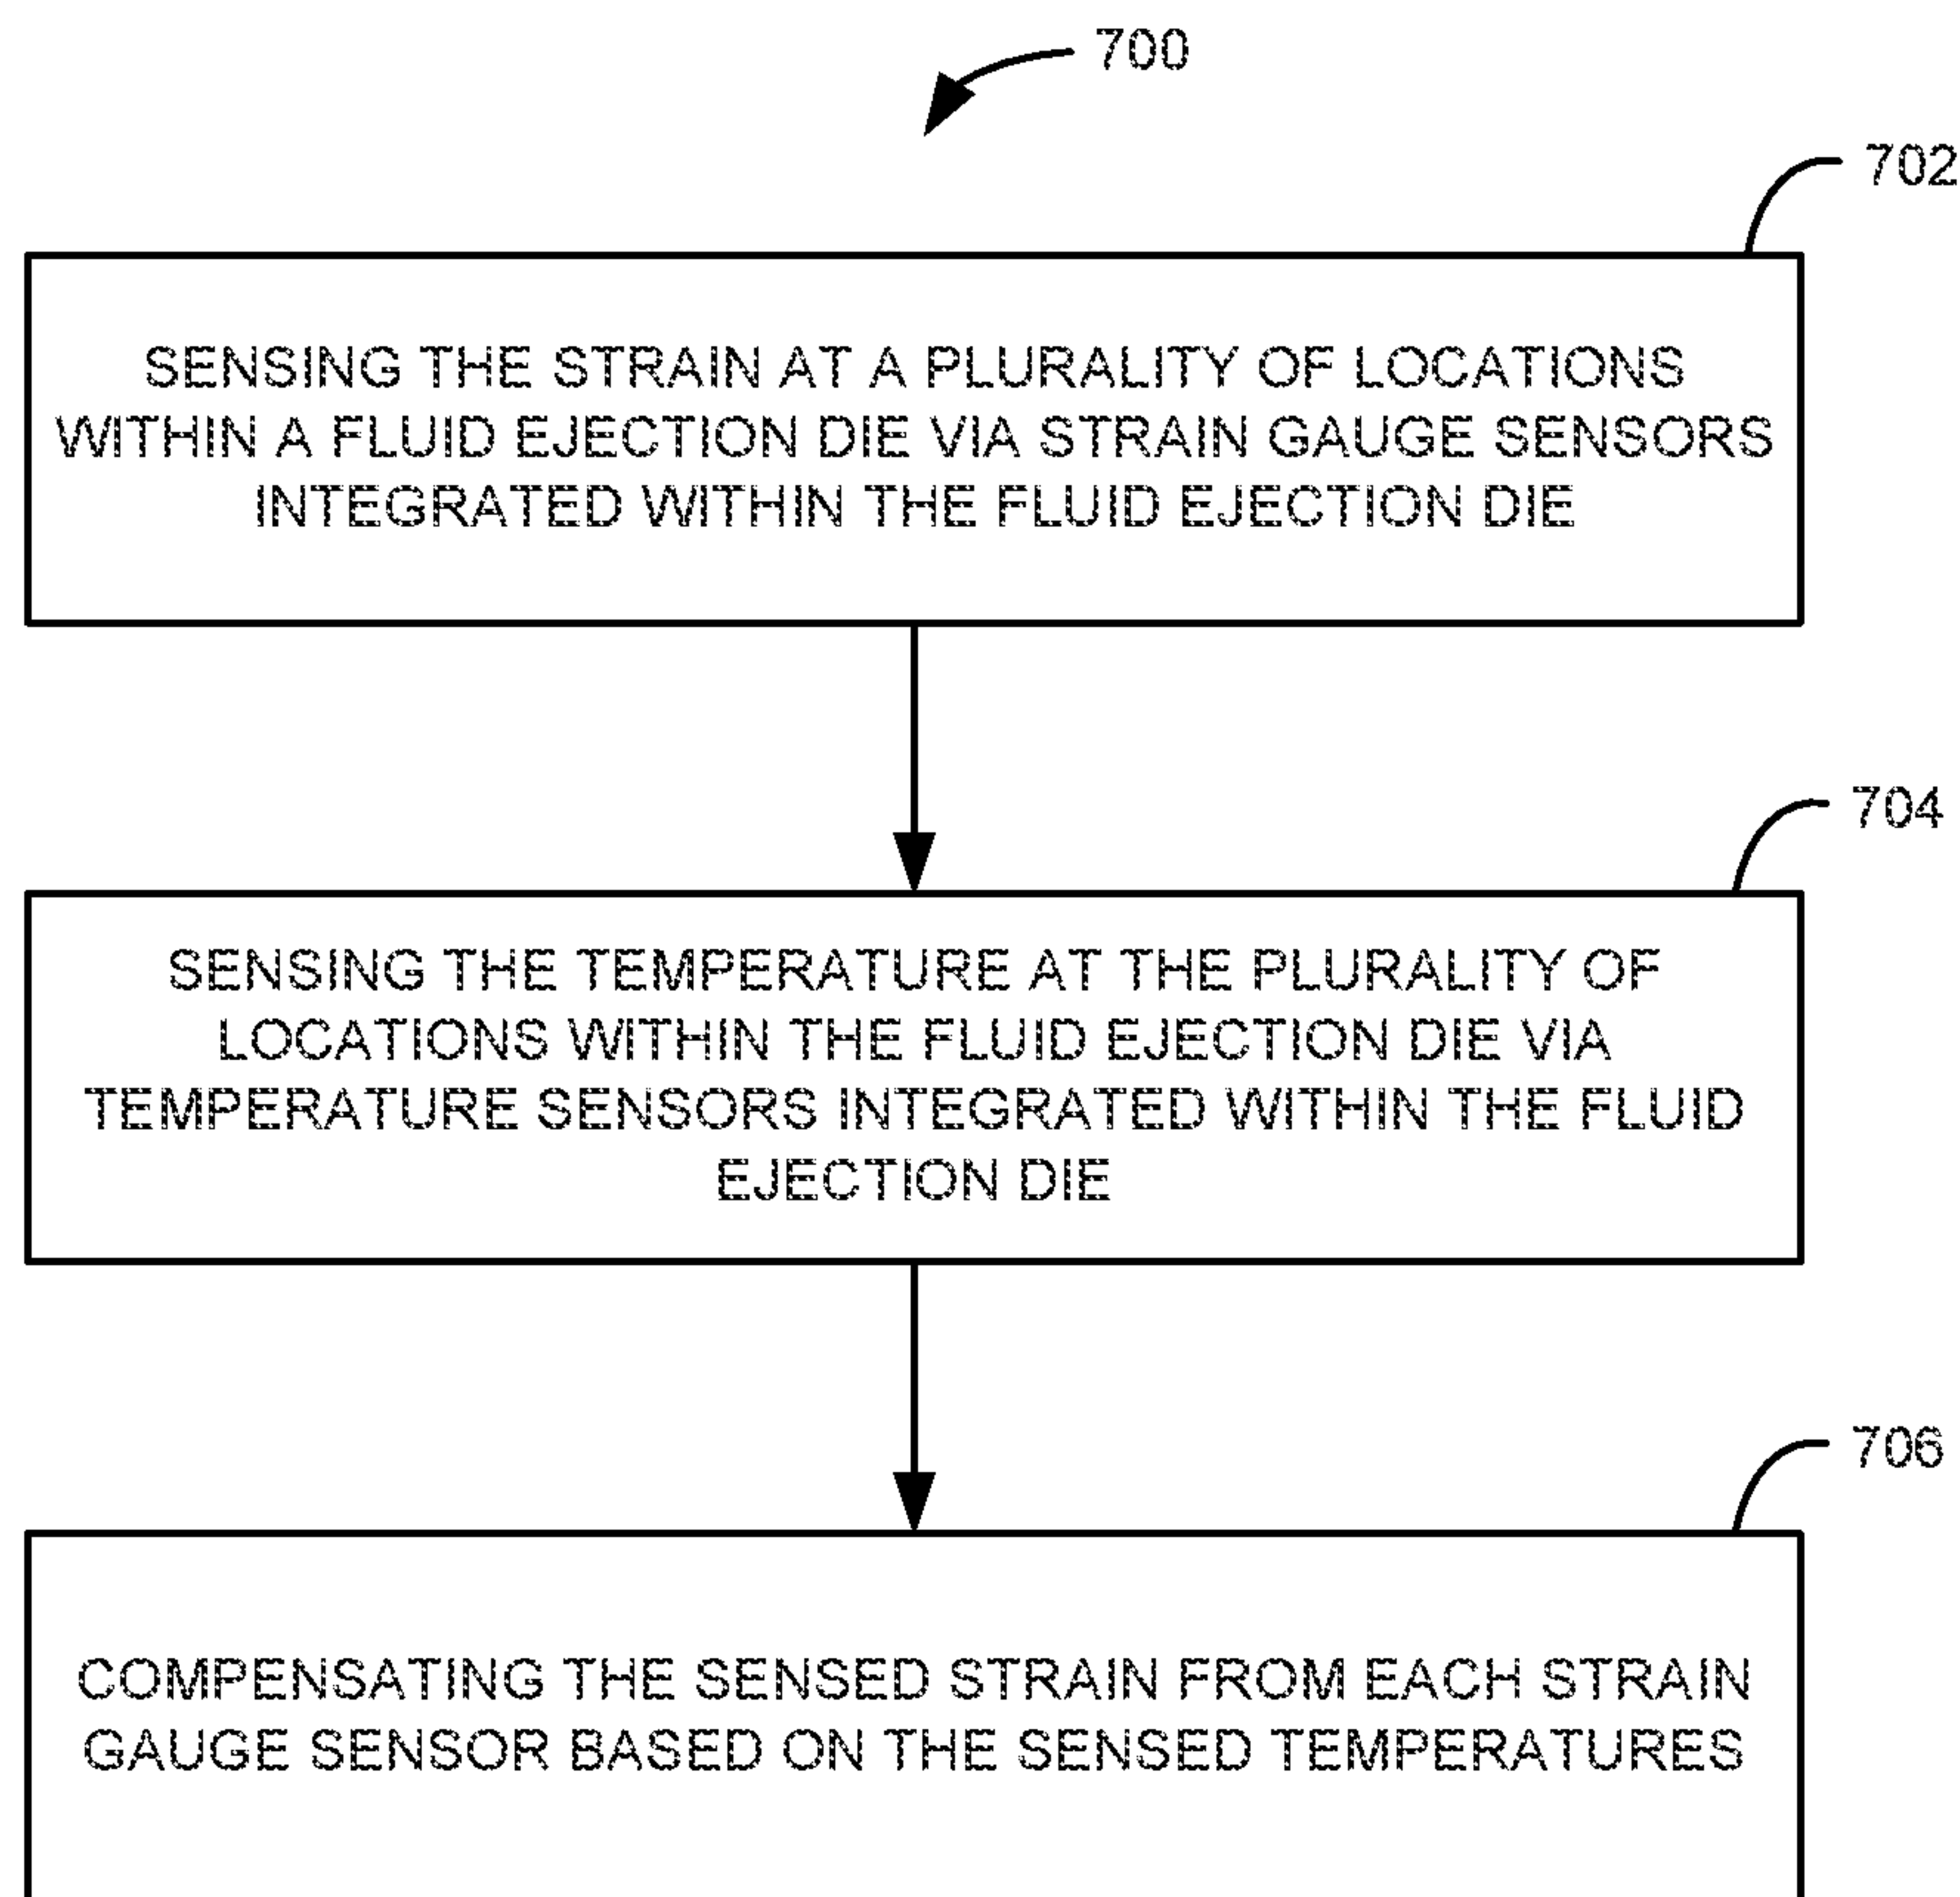 700
702
SENSING THE STRAIN AT A PLURALITY OF LOCATIONS
WITHIN A FLUID EJECTION DIE VIA STRAIN GAUGE SENSORS
INTEGRATED WITHIN THE FLUID EJECTION DIE
704
SENSING THE TEMPERATURE AT THE PLURALITY OF
LOCATIONS WITHIN THE FLUID EJECTION DIE VIA
TEMPERATURE SENSORS INTEGRATED WITHIN THE FLUID
EJECTION DIE
706
COMPENSATING THE SENSED STRAIN FROM EACH STRAIN
GAUGE SENSOR BASED ON THE SENSED TEMPERATURES